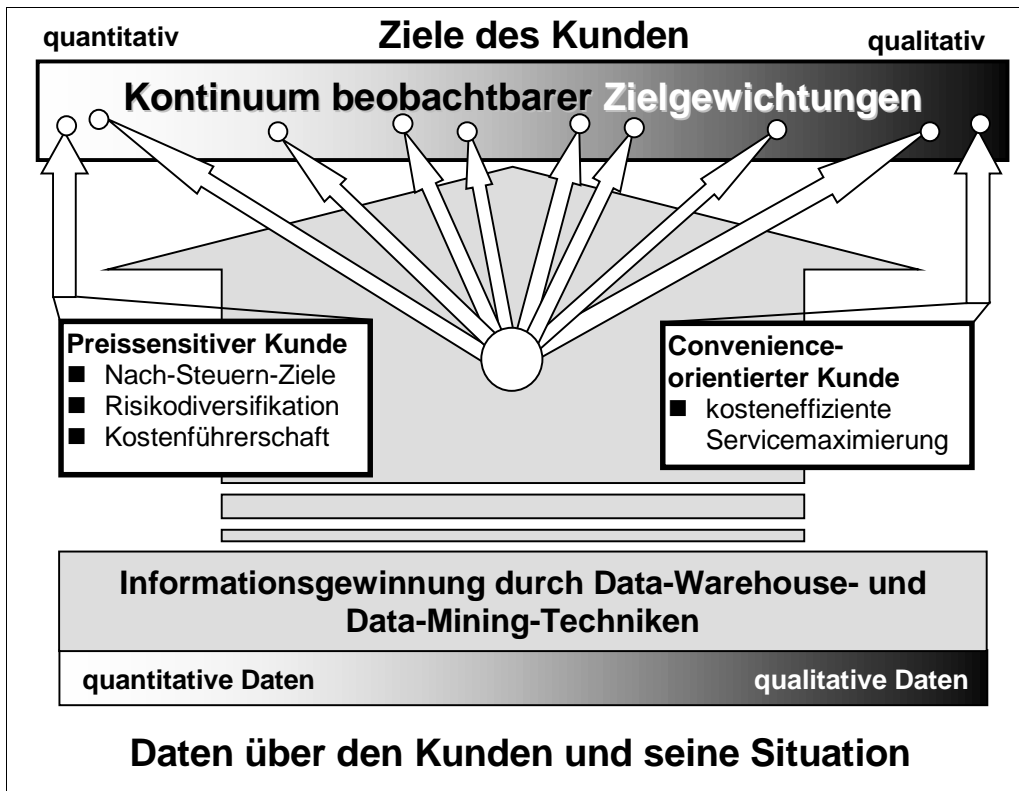 Ziele des Kunden
quantitativ
qualitativ
Kontinuum beobachtbarer Zielgewichtungen
Preissensitiver Kunde
■ Nach-Steuern-Ziele
■ Risikodiversifikation
■ Kostenführerschaft
Convenience-
orientierter Kunde
■ kosteneffiziente
Servicemaximierung
Informationsgewinnung durch Data-Warehouse- und
Data-Mining-Techniken
quantitative Daten
qualitative Daten
Daten über den Kunden und seine Situation